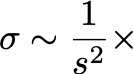 σ ∼ 1/s² ×